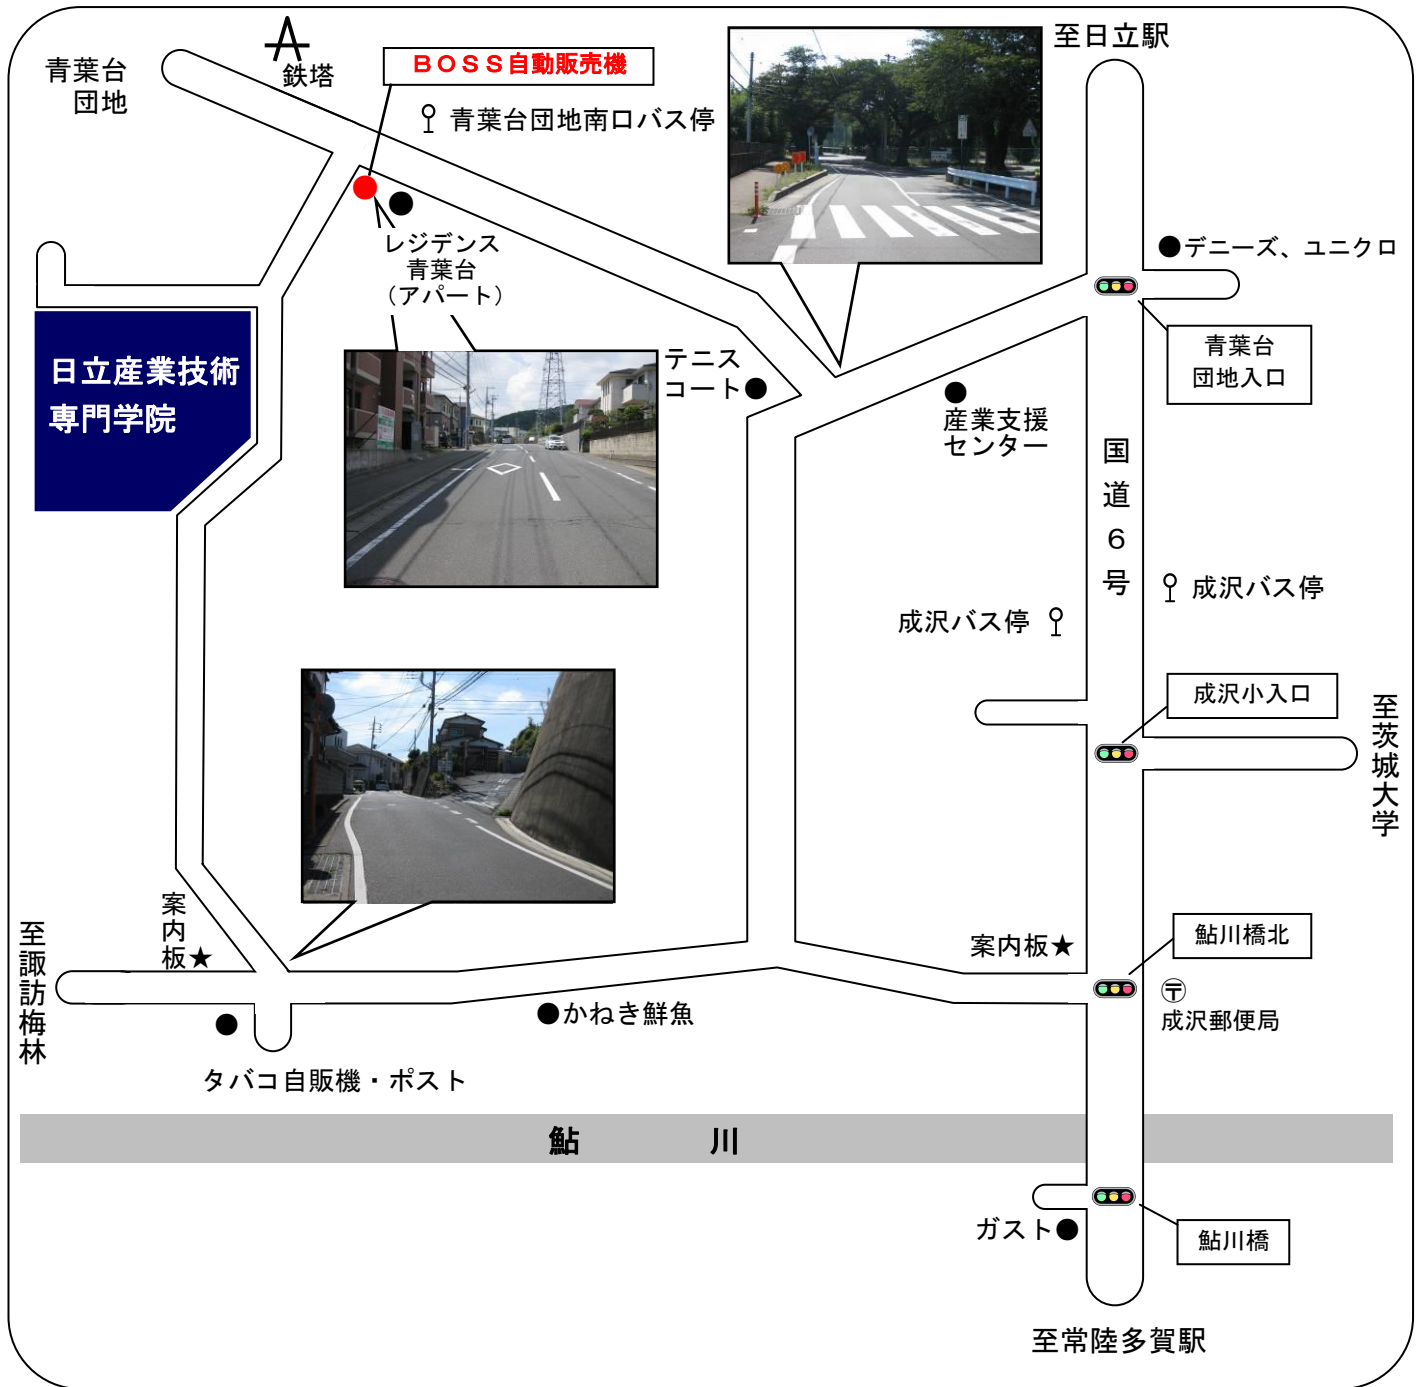 至日立駅
青葉台
団地
鉄塔
ＢＯＳＳ自動販売機
青葉台団地南口バス停
レジデンス
青葉台
（アパート）
●デニーズ、ユニクロ
青葉台
団地入口
テニス
コート●
産業支援
センター
日立産業技術
専門学院
国道６号
成沢バス停
成沢バス停
成沢小入口
至茨城大学
案内板★
至諏訪梅林
案内板★
鮎川橋北
〒
成沢郵便局
●かねき鮮魚
タバコ自販機・ポスト
鮎川
ガスト●
鮎川橋
至常陸多賀駅